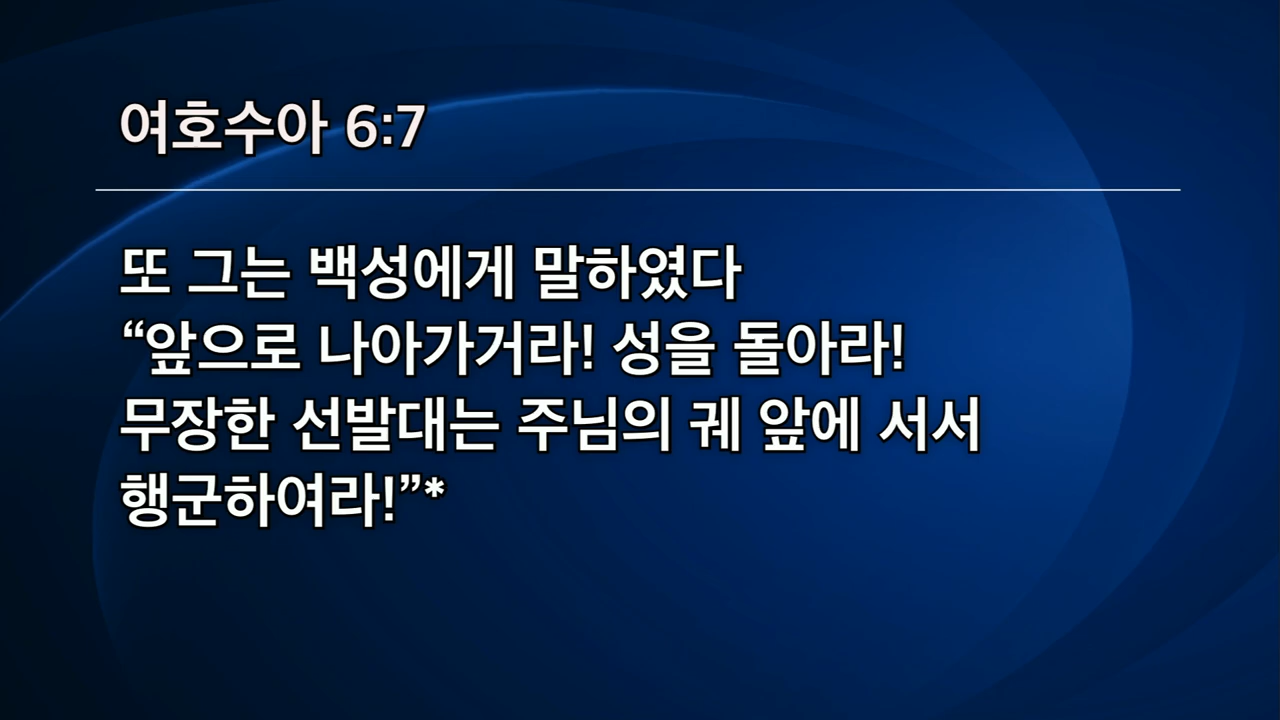 여호수아 6:7
또 그는 백성에게 말하였다
“앞으로 나아가거라! 성을 돌아라!
무장한 선발대는 주님의 궤 앞에 서서
행군하여라!”*